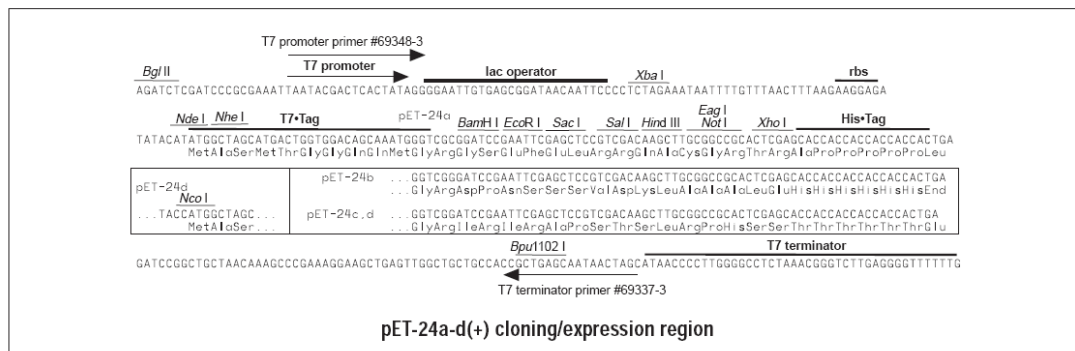 T7 promoter primer #69348-3
Bgl II T7 promoter lac operator Xba I rbs
AGATCTCGATCCCGCGAAATTAATACGACTCACTATAGGGGAATTGTGAGCGGATAACAATTCCCCTCTAGAAATAATTTTGTTTAACTTTAAGAAGGAGA
Nde I Nhe I T7•Tag pET-24a BamH I EcoR I Sac I Sal I Hind III Eag I Not I Xho I His•Tag
TATACATATGGCTAGCATGACTGGTGGACAGCAAATGGGTCGCGGATCCGAATTCGAGCTCCGTCGACAAGCTTGCGGCCGCACTCGAGCACCACCACCACCACCACTGA
MetAlaSerMetThrGlyGlyGlnGlnMetGlyArgGlySerGluPheGluLeuArgArgGlnAlaCysGlyArgThrArgAlaProProProProProLeu
pET-24d
Nco I
...TACCATGGCTAGC...
MetAlaSer
pET-24b ...GGTCGGGATCCGAATTCGAGCTCCGTCGACAAGCTTGCGGCCGCACTCGAGCACCACCACCACCACCACTGA
GlyArgAspProAsnSerSerSerValAspLysLeuAlaAlaAlaLeuGluHisHisHisHisHisHisEnd
pET-24c,d ...GGTCGGATCCGAATTCGAGCTCCGTCGACAAGCTTGCGGCCGCACTCGAGCACCACCACCACCACCACTGA
GlyArgIleArgIleArgAlaProSerThrSerLeuArgProHisSerSerThrThrThrThrThrThrGlu
Bpu1102 I T7 terminator
GATCCGGCTGCTAACAAAGCCCGAAAGGAAGCTGAGTTGGCTGCTGCCACCGCTGAGCAATAACTAGCATAACCCCTTGGGGCCTCTAAACGGGTCTTGAGGGGTTTTTTG
T7 terminator primer #69337-3
pET-24a-d(+) cloning/expression region